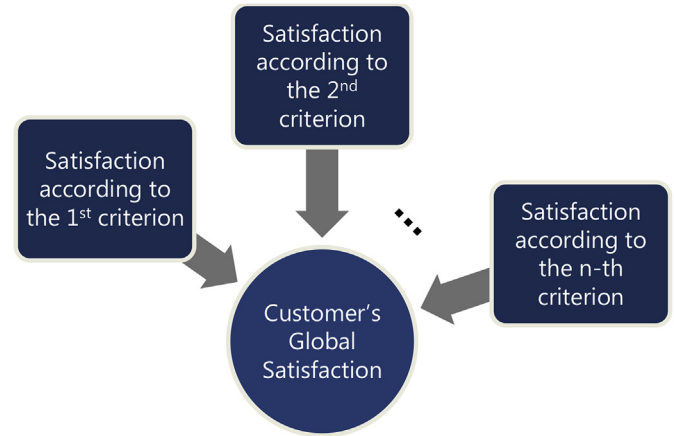 Satisfaction
according to
the 2nd
criterion
Satisfaction
according to
the 1st criterion
Satisfaction
according to
the n-th
criterion
Customer’s
Global
Satisfaction